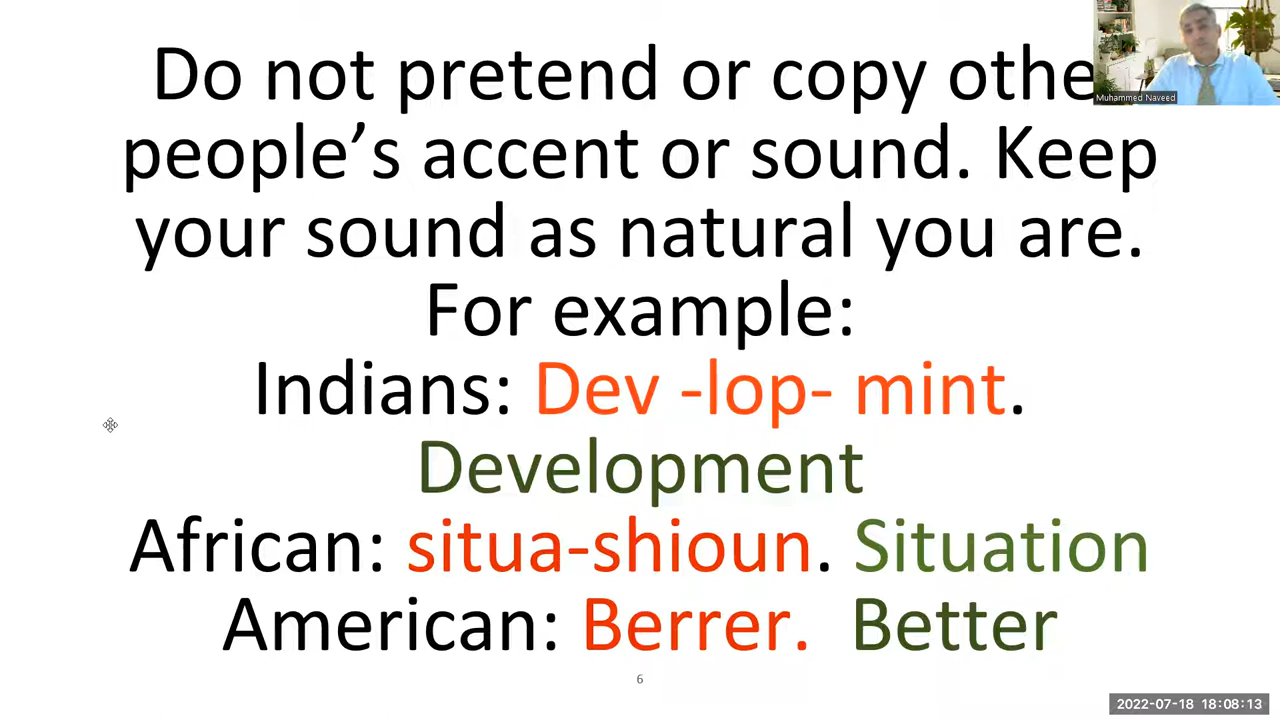 Do not pretend or copy othe
people’s accent or sound. Keep
your sound as natural you are.
For example:
Indians: Dev -lop- mint.
Development
African: situa-shioun. Situation
American: Berrer. Better
6
Muhammed Naveed
2022-07-18 18:08:13